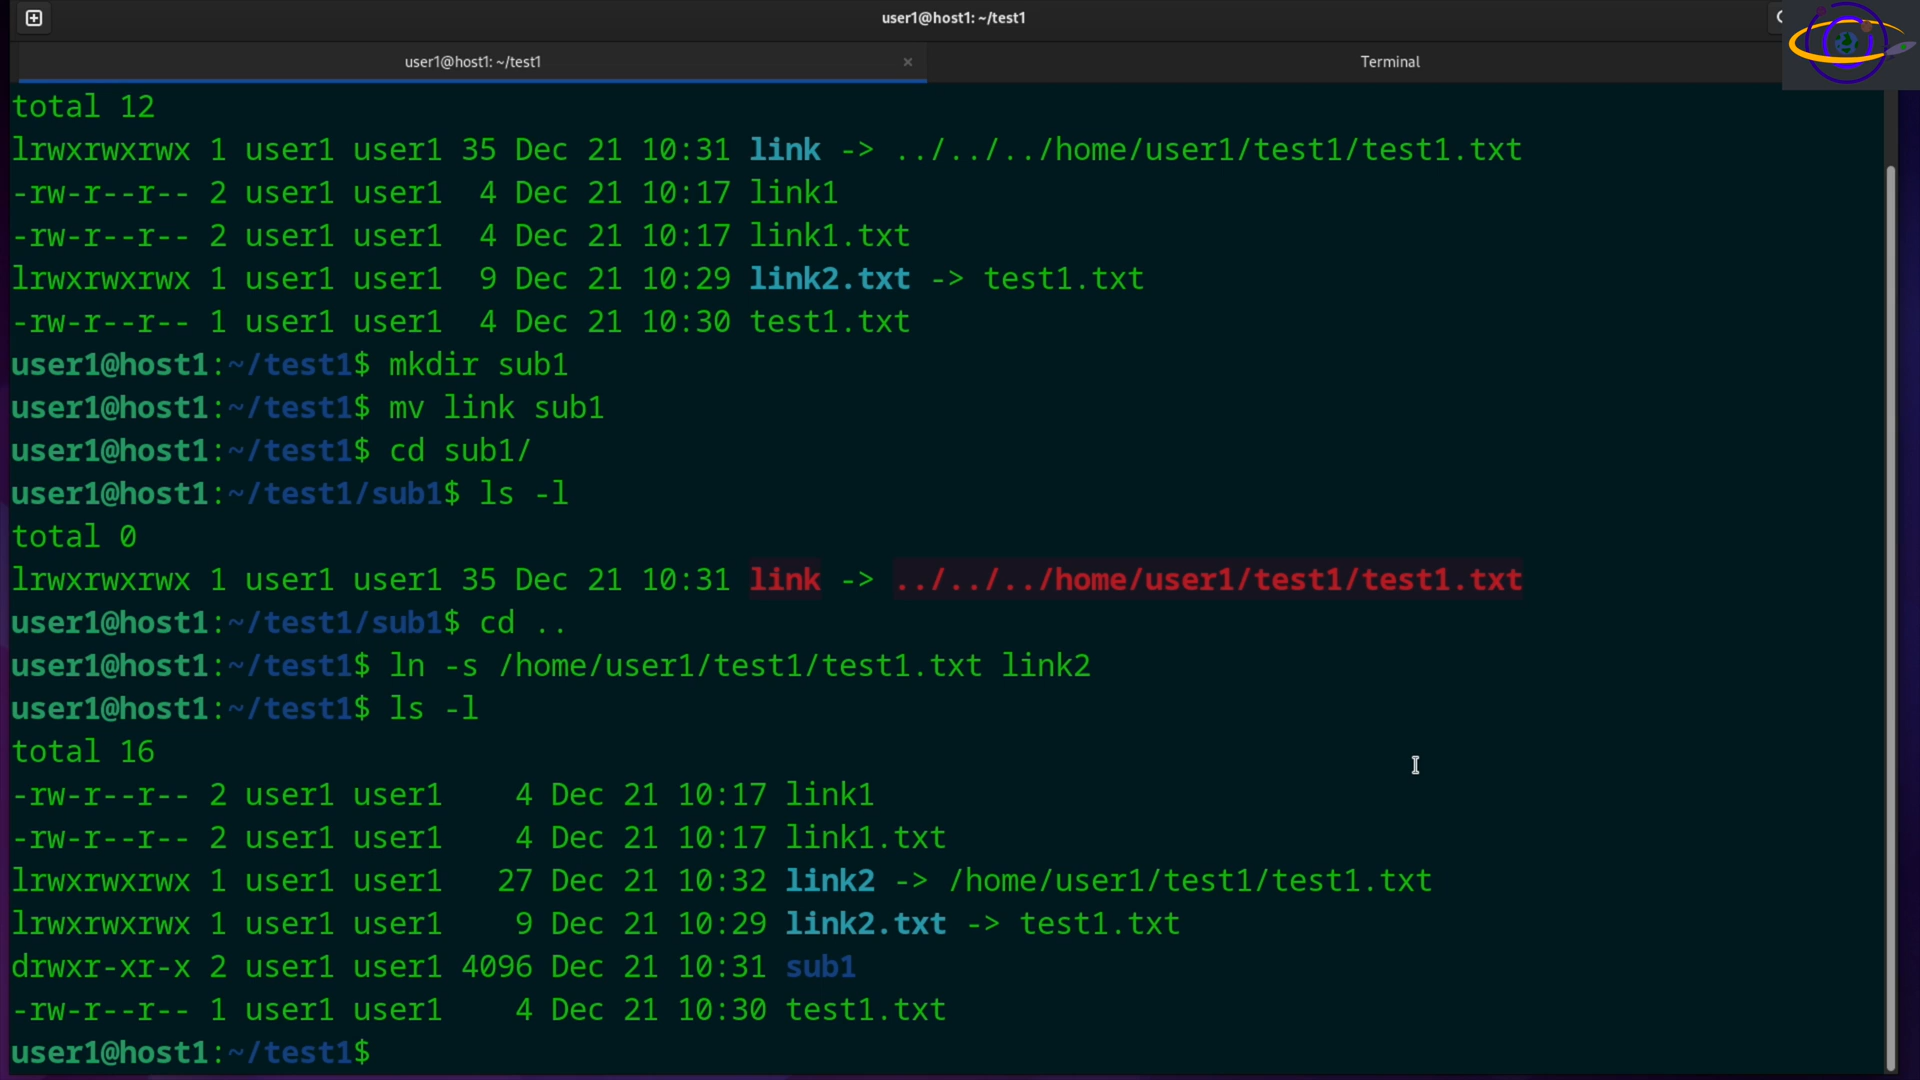 user1@host1: ~/test1
user1@host1: ~/test1
Terminal
total 12
lrwxrwxrwx 1 user1 user1 35 Dec 21 10:31 link -> ../../../home/user1/test1/test1.txt
-rw-r--r-- 2 user1 user1  4 Dec 21 10:17 link1
-rw-r--r-- 2 user1 user1  4 Dec 21 10:17 link1.txt
lrwxrwxrwx 1 user1 user1  9 Dec 21 10:29 link2.txt -> test1.txt
-rw-r--r-- 1 user1 user1  4 Dec 21 10:30 test1.txt
user1@host1:~/test1$ mkdir sub1
user1@host1:~/test1$ mv link sub1
user1@host1:~/test1$ cd sub1/
user1@host1:~/test1/sub1$ ls -l
total 0
lrwxrwxrwx 1 user1 user1 35 Dec 21 10:31 link -> ../../../home/user1/test1/test1.txt
user1@host1:~/test1/sub1$ cd ..
user1@host1:~/test1$ ln -s /home/user1/test1/test1.txt link2
user1@host1:~/test1$ ls -l
total 16
-rw-r--r-- 2 user1 user1    4 Dec 21 10:17 link1
-rw-r--r-- 2 user1 user1    4 Dec 21 10:17 link1.txt
lrwxrwxrwx 1 user1 user1   27 Dec 21 10:32 link2 -> /home/user1/test1/test1.txt
lrwxrwxrwx 1 user1 user1    9 Dec 21 10:29 link2.txt -> test1.txt
drwxr-xr-x 2 user1 user1 4096 Dec 21 10:31 sub1
-rw-r--r-- 1 user1 user1    4 Dec 21 10:30 test1.txt
user1@host1:~/test1$